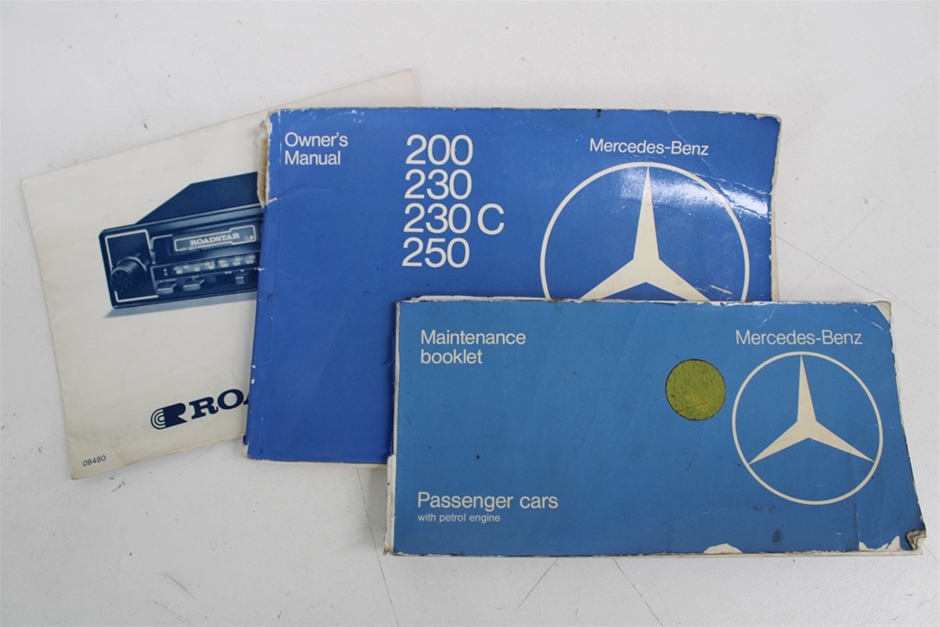 ROADSTAR
08480
Owner's
Manual
200
230
230 C
250
Mercedes-Benz
Maintenance
booklet
Mercedes-Benz
Passenger cars
with petrol engine